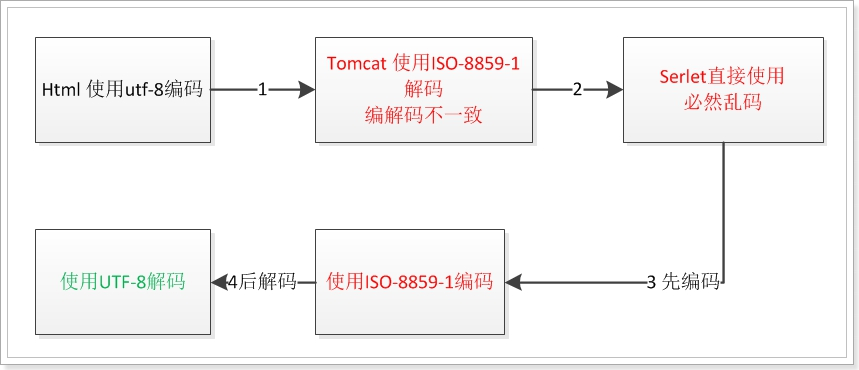 Html 使用utf-8编码
1
Tomcat 使用ISO-8859-1
解码
编解码不一致
2
Serlet直接使用
必然乱码
3 先编码
使用ISO-8859-1编码
4后解码
使用UTF-8解码